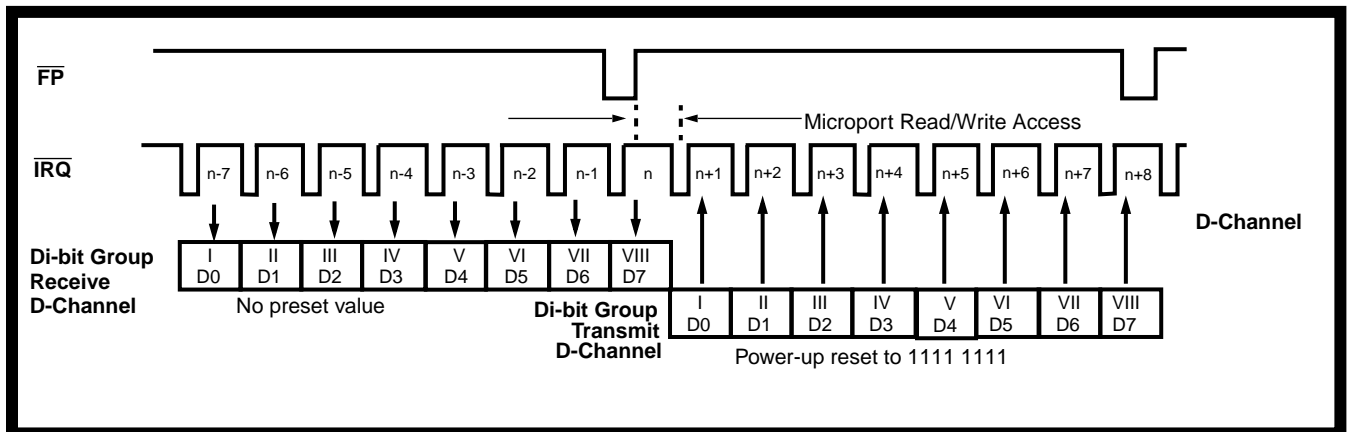 FP
Microport Read/Write Access
IRQ
n-7 n-6 n-5 n-4 n-3 n-2 n-1 n n+1 n+2 n+3 n+4 n+5 n+6 n+7 n+8
D-Channel
Di-bit Group
Receive
D-Channel
I II III IV V VI VII VIII
D0 D1 D2 D3 D4 D5 D6 D7
No preset value
Di-bit Group
Transmit
D-Channel
I II III IV V VI VII VIII
D0 D1 D2 D3 D4 D5 D6 D7
Power-up reset to 1111 1111